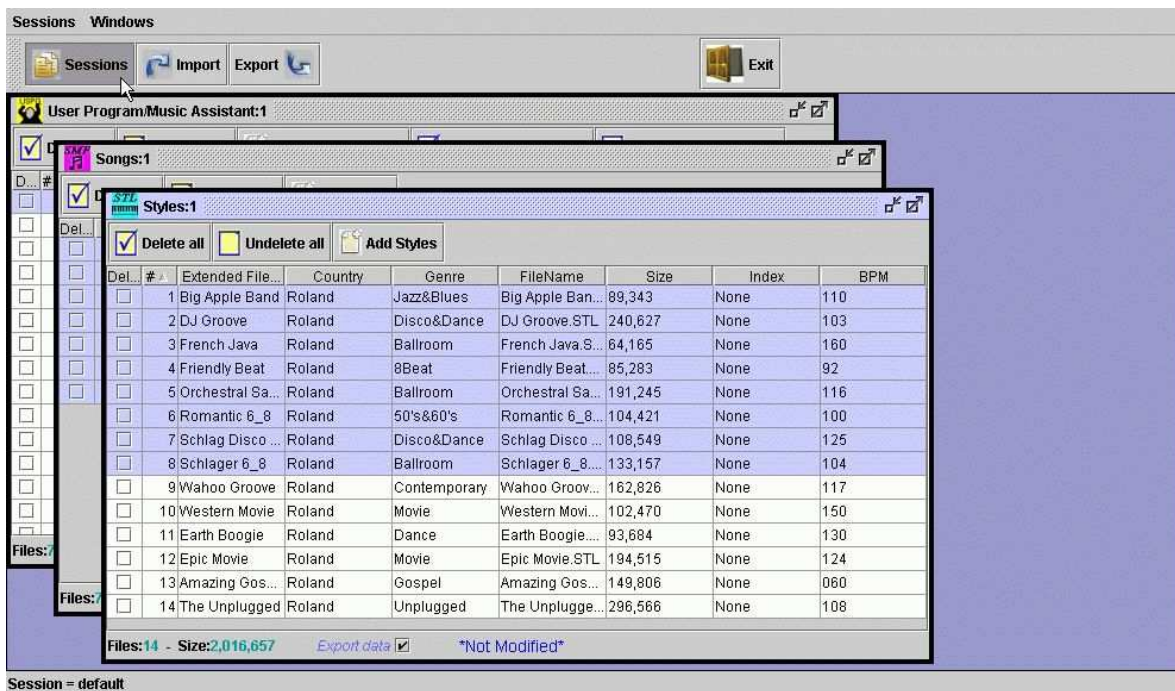 Sessions Windows
Sessions Import Export Exit
USPG User Program/Music Assistant:1
D... #
SMF Songs:1
Del...
STL Styles:1
Delete all Undelete all Add Styles
Del... # Extended File... Country Genre FileName Size Index BPM
1 Big Apple Band Roland Jazz&Blues Big Apple Ban... 89,343 None 110
2 DJ Groove Roland Disco&Dance DJ Groove.STL 240,627 None 103
3 French Java Roland Ballroom French Java.S... 64,165 None 160
4 Friendly Beat Roland 8Beat Friendly Beat.... 85,283 None 92
5 Orchestral Sa... Roland Ballroom Orchestral Sa... 191,245 None 116
6 Romantic 6_8 Roland 50's&60's Romantic 6_8... 104,421 None 100
7 Schlag Disco ... Roland Disco&Dance Schlag Disco ... 108,549 None 125
8 Schlager 6_8 Roland Ballroom Schlager 6_8.... 133,157 None 104
9 Wahoo Groove Roland Contemporary Wahoo Groov... 162,826 None 117
10 Western Movie Roland Movie Western Movi... 102,470 None 150
11 Earth Boogie Roland Dance Earth Boogie.... 93,684 None 130
12 Epic Movie Roland Movie Epic Movie.STL 194,515 None 124
13 Amazing Gos... Roland Gospel Amazing Gos... 149,806 None 060
14 The Unplugged Roland Unplugged The Unplugge... 296,566 None 108
Files:7
Files:7
Files:14 - Size:2,016,657 Export data *Not Modified*
Session = default